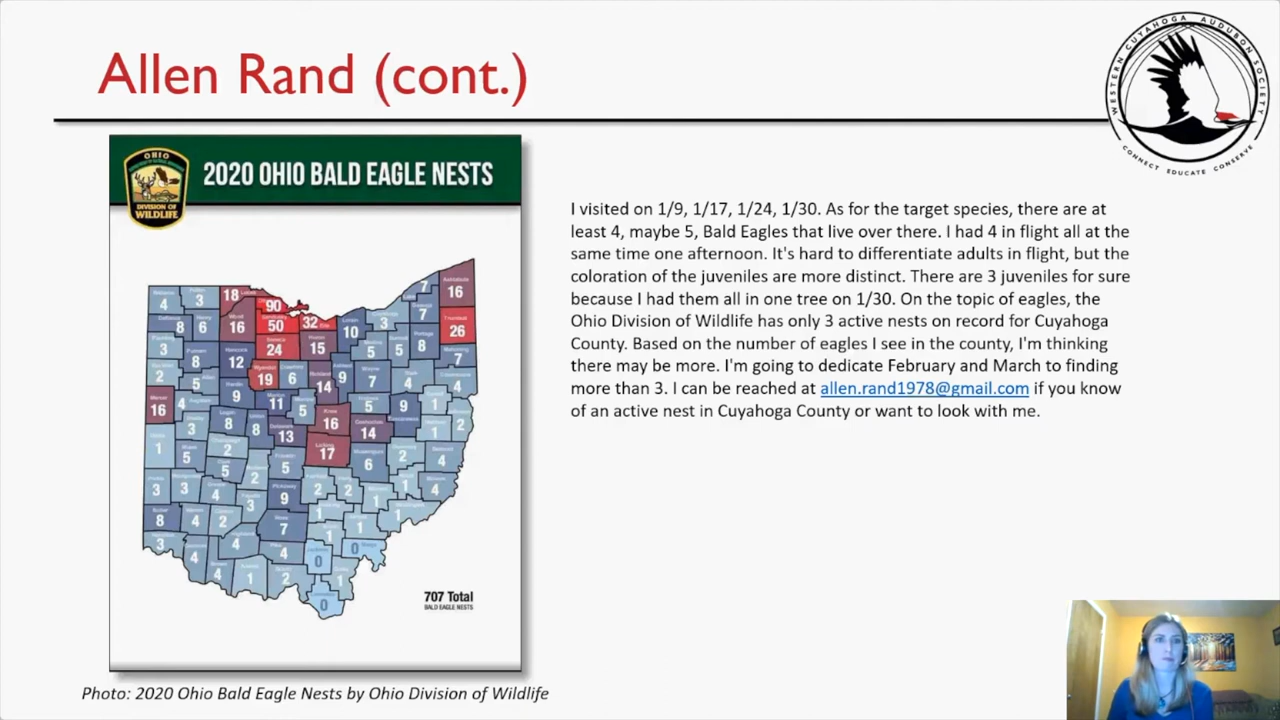 Allen Rand (cont.)
WESTERN CUYAHOGA AUDUBON SOCIETY
CONNECT EDUCATE CONSERVE
OHIO
DIVISION OF
WILDLIFE
2020 OHIO BALD EAGLE NESTS
I visited on 1/9, 1/17, 1/24, 1/30. As for the target species, there are at
least 4, maybe 5, Bald Eagles that live over there. I had 4 in flight all at the
same time one afternoon. It's hard to differentiate adults in flight, but the
coloration of the juveniles are more distinct. There are 3 juveniles for sure
because I had them all in one tree on 1/30. On the topic of eagles, the
Ohio Division of Wildlife has only 3 active nests on record for Cuyahoga
County. Based on the number of eagles I see in the county, I'm thinking
there may be more. I'm going to dedicate February and March to finding
more than 3. I can be reached at allen.rand1978@gmail.com if you know
of an active nest in Cuyahoga County or want to look with me.
4 3 18 90 7 16
8 6 16 50 32 10 3 7 26
3 8 12 24 15 5 5 8 7
2 5 9 19 6 14 9 7 4 4
16 4 8 8 11 5 16 5 9 1 2
1 3 2 13 17 14 1
5 5 2 5 6 2 4
3 3 4 3 9 2 2 1 1 4
8 4 2 7 1 1 1
3 4 4 4 0 0
4 1 2 1
0
707 Total
BALD EAGLE NESTS
Photo: 2020 Ohio Bald Eagle Nests by Ohio Division of Wildlife